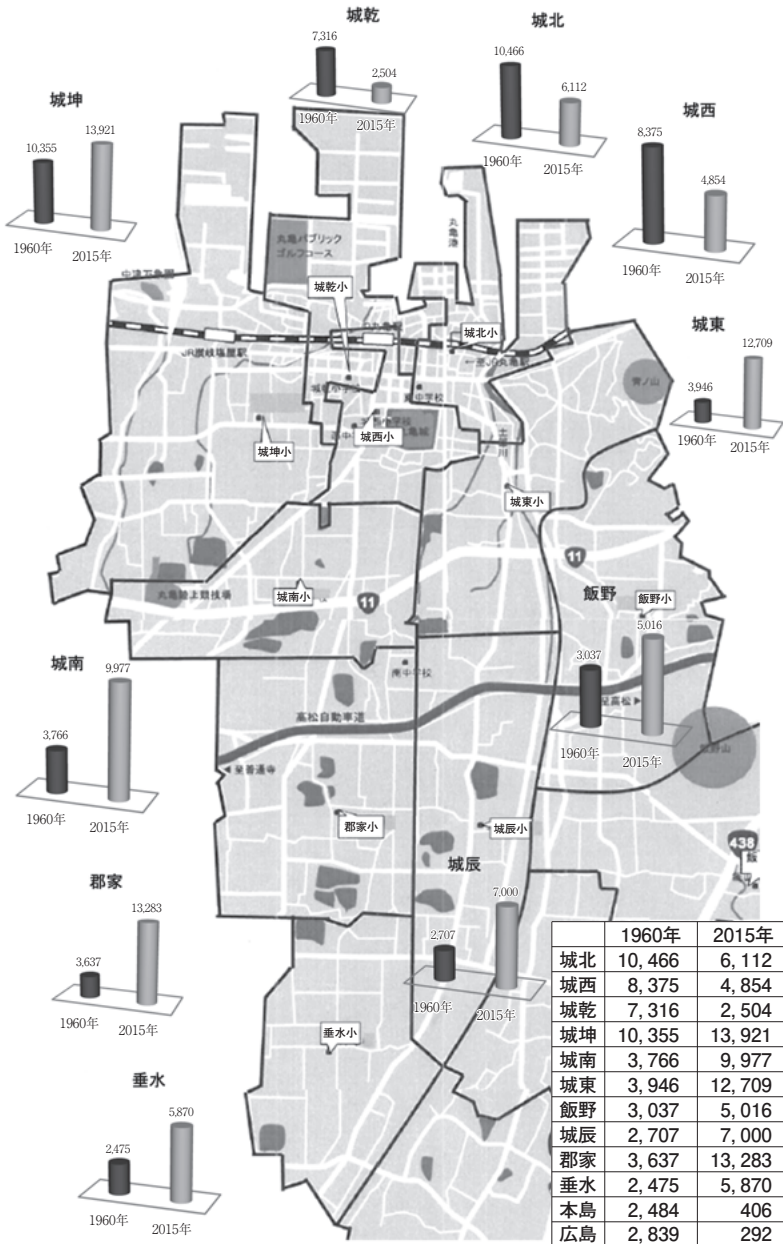 城乾
7,316
2,504
1960年
2015年
城北
10,466
6,112
1960年
2015年
城坤
10,355
13,921
1960年
2015年
城西
8,375
4,854
1960年
2015年
城東
3,946
12,709
1960年
2015年
丸亀パブリック
ゴルフコース
丸亀港
城乾小
城北小
JR讃岐塩屋駅
青ノ山
城坤小
城西小
土器川
城東小
11
城南小
11
飯野
飯野小
3,037
5,016
1960年
2015年
至高松▶
飯野山
城南
3,766
9,977
1960年
2015年
南中学校
高松自動車道
◀至善通寺
郡家小
城辰小
城辰
7,000
2,707
1960年
2015年
438
郡家
13,283
3,637
1960年
2015年
垂水小
垂水
5,870
2,475
1960年
2015年
1960年 2015年
城北 10,466 6,112
城西 8,375 4,854
城乾 7,316 2,504
城坤 10,355 13,921
城南 3,766 9,977
城東 3,946 12,709
飯野 3,037 5,016
城辰 2,707 7,000
郡家 3,637 13,283
垂水 2,475 5,870
本島 2,484 406
広島 2,839 292